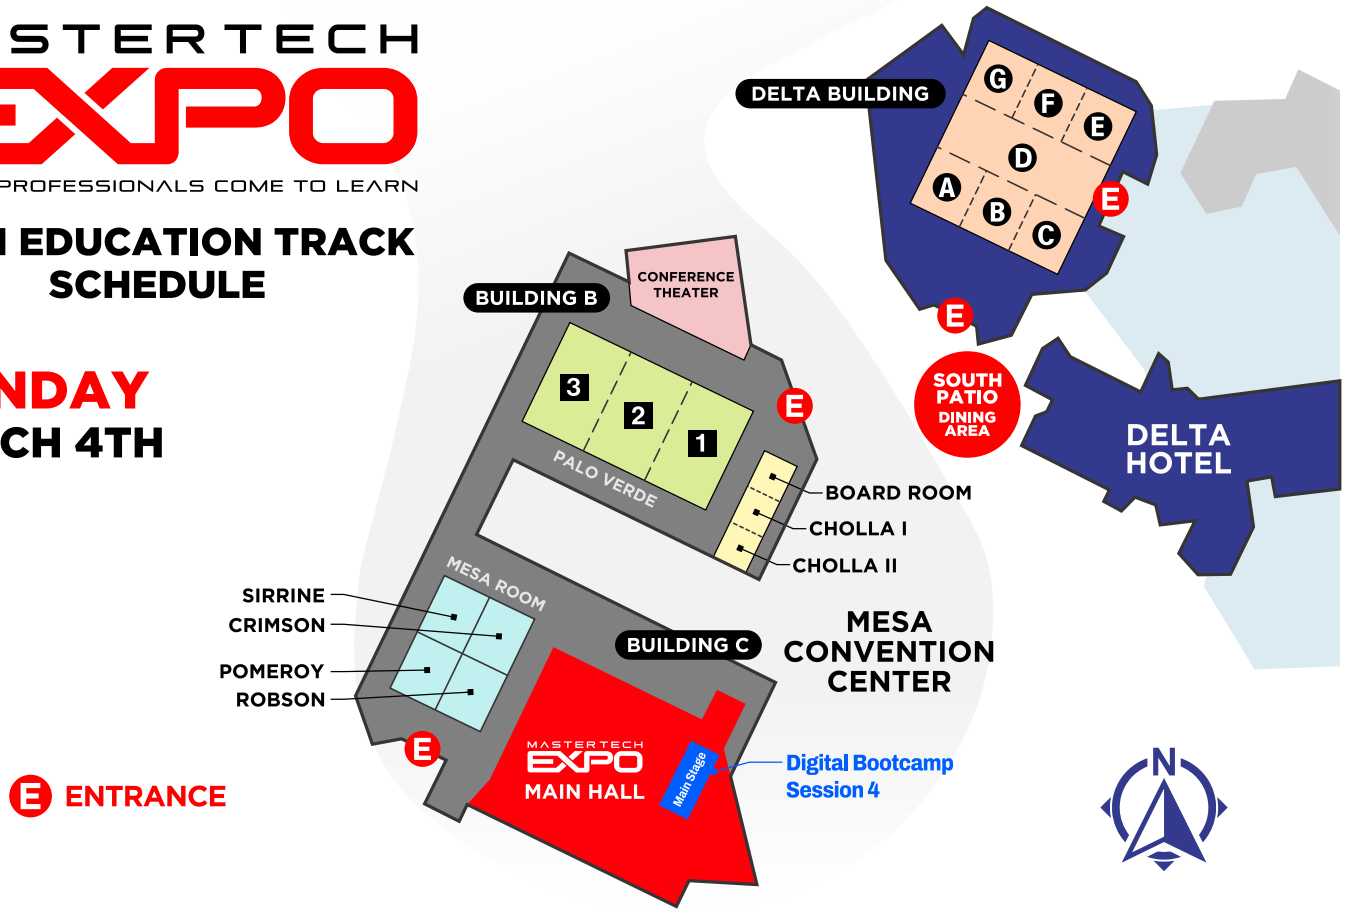 STERTECH
EXPO
PROFESSIONALS COME TO LEARN
EDUCATION TRACK
SCHEDULE
NDAY
CH 4TH
DELTA BUILDING
G
F
E
D
A
B
C
E
E
CONFERENCE
THEATER
BUILDING B
3
2
1
PALO VERDE
E
SOUTH
PATIO
DINING
AREA
DELTA
HOTEL
BOARD ROOM
CHOLLA I
CHOLLA II
MESA ROOM
SIRRINE
CRIMSON
POMEROY
ROBSON
BUILDING C
MESA
CONVENTION
CENTER
MASTERTECH
EXPO
MAIN HALL
Main Stage
Digital Bootcamp
Session 4
E
E ENTRANCE
N